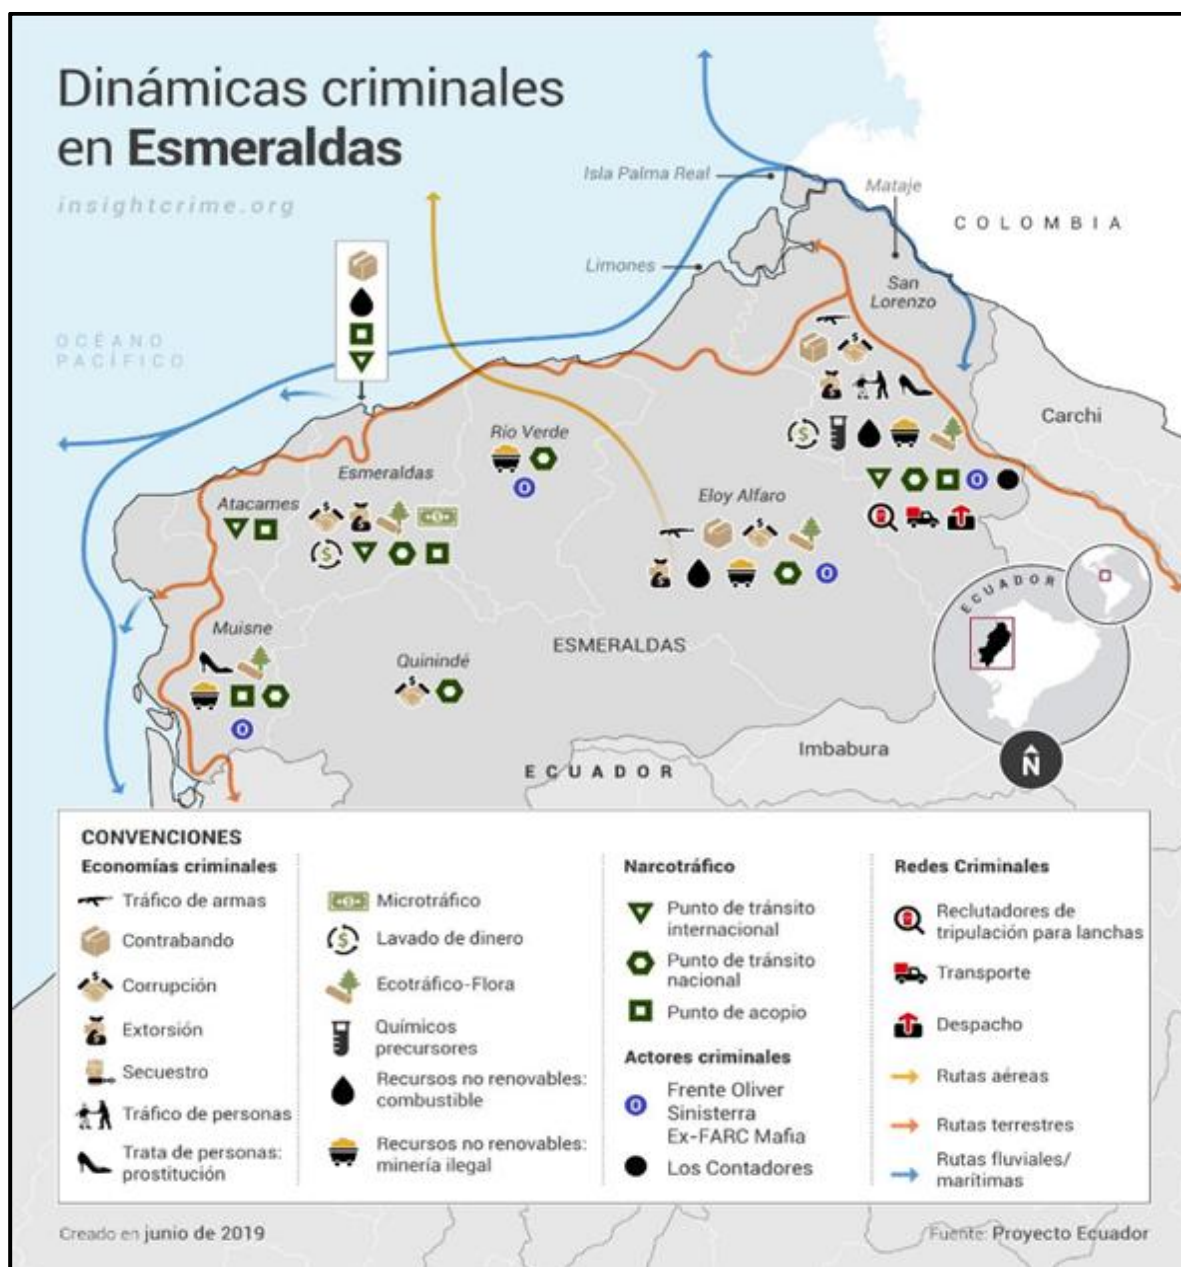 Dinámicas criminales
en Esmeraldas
insightcrime.org
Isla Palma Real
Mataje
COLOMBIA
Limones
San
Lorenzo
OCÉANO
PACÍFICO
Carchi
Rio Verde
Esmeraldas
Atacames
Eloy Alfaro
ECUADOR
Muisne
Quinindé
ESMERALDAS
Imbabura
ECUADOR
N
CONVENCIONES
Economías criminales
Tráfico de armas
Contrabando
Corrupción
Extorsión
Secuestro
Tráfico de personas
Trata de personas:
prostitución
Microtráfico
Lavado de dinero
Ecotráfico-Flora
Químicos
precursores
Recursos no renovables:
combustible
Recursos no renovables:
minería ilegal
Narcotráfico
Punto de tránsito
internacional
Punto de tránsito
nacional
Punto de acopio
Actores criminales
Frente Oliver
Sinisterra
Ex-FARC Mafia
Los Contadores
Redes Criminales
Reclutadores de
tripulación para lanchas
Transporte
Despacho
Rutas aéreas
Rutas terrestres
Rutas fluviales/
marítimas
Creado en junio de 2019
Fuente: Proyecto Ecuador